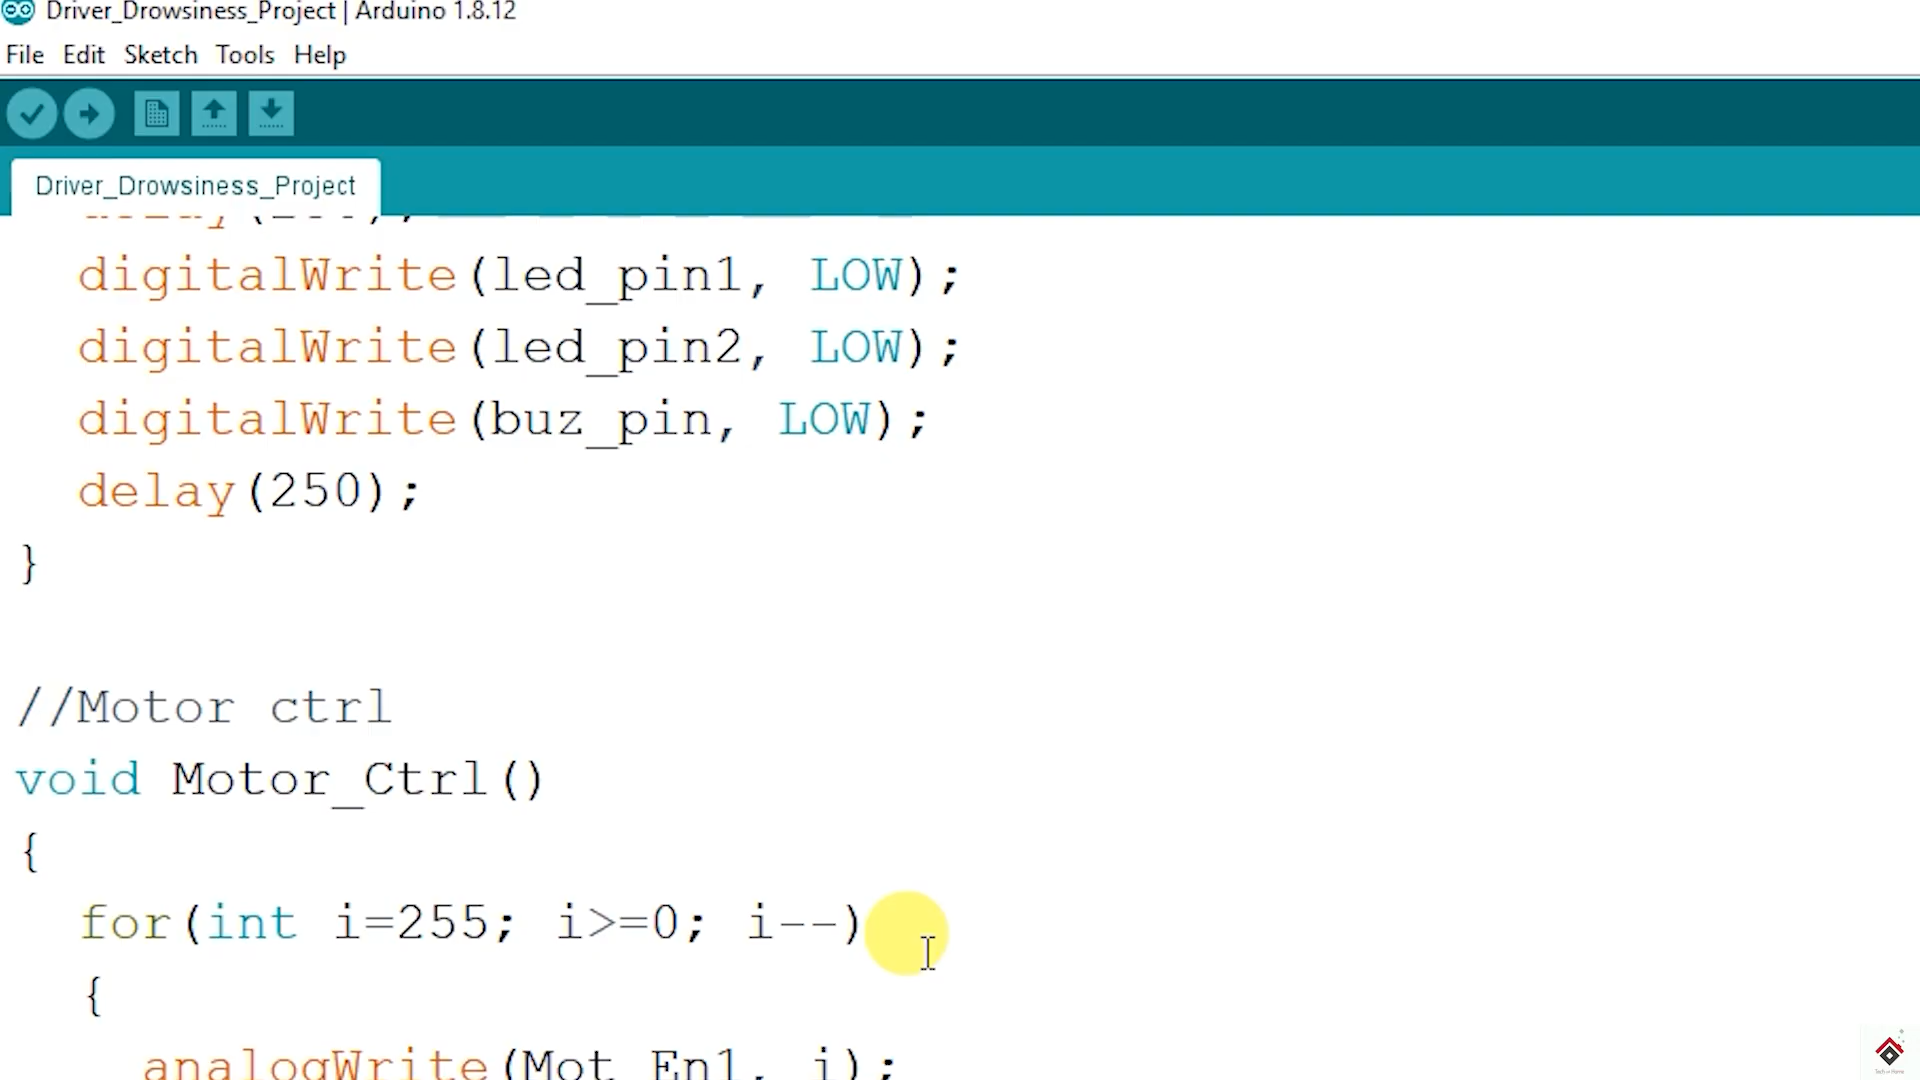 Driver_Drowsiness_Project | Arduino 1.8.12
File Edit Sketch Tools Help
Driver_Drowsiness_Project
digitalWrite(led_pin1, LOW);
digitalWrite(led_pin2, LOW);
digitalWrite(buz_pin, LOW);
delay(250);
}
//Motor ctrl
void Motor_Ctrl()
{
for(int i=255; i>=0; i--)
{
analogWrite(Mot_En1, i);